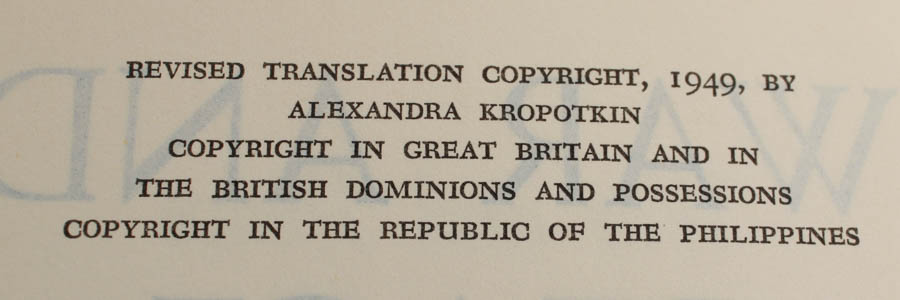 REVISED TRANSLATION COPYRIGHT, 1949, BY
ALEXANDRA KROPOTKIN
COPYRIGHT IN GREAT BRITAIN AND IN
THE BRITISH DOMINIONS AND POSSESSIONS
COPYRIGHT IN THE REPUBLIC OF THE PHILIPPINES